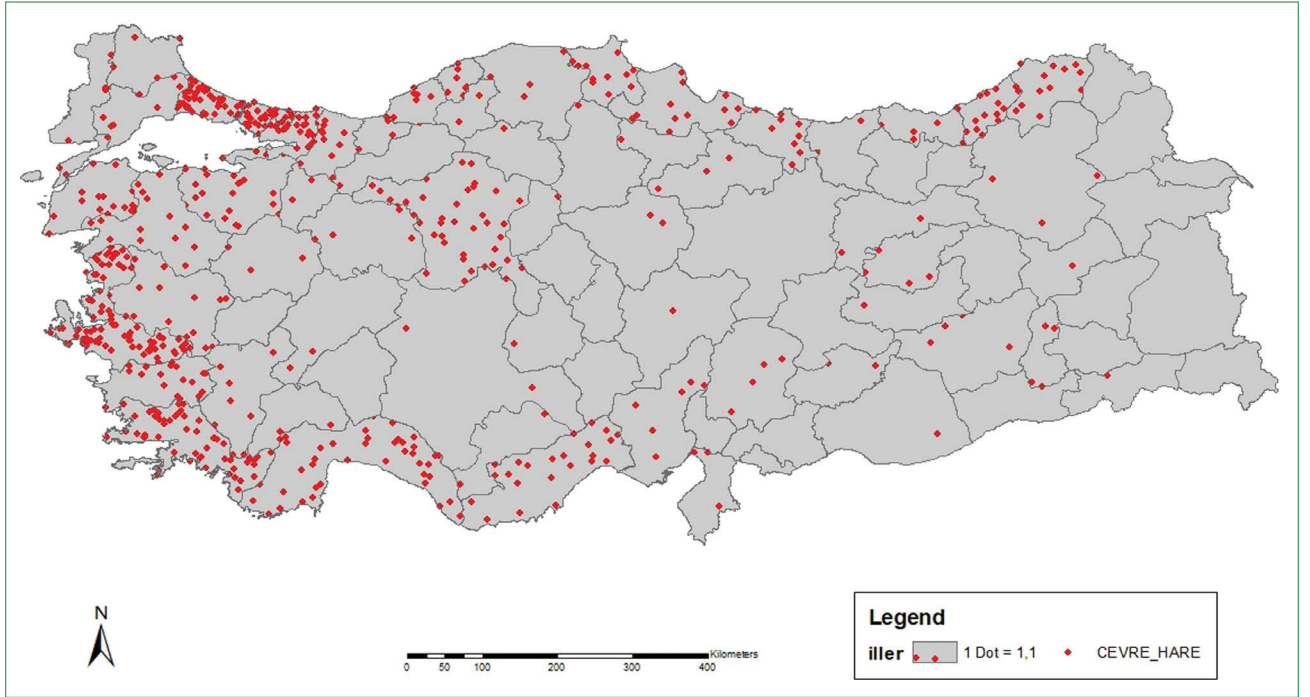 N
Kilometers
0 50 100 200 300 400
Legend
iller 1 Dot = 1,1 CEVRE_HARE